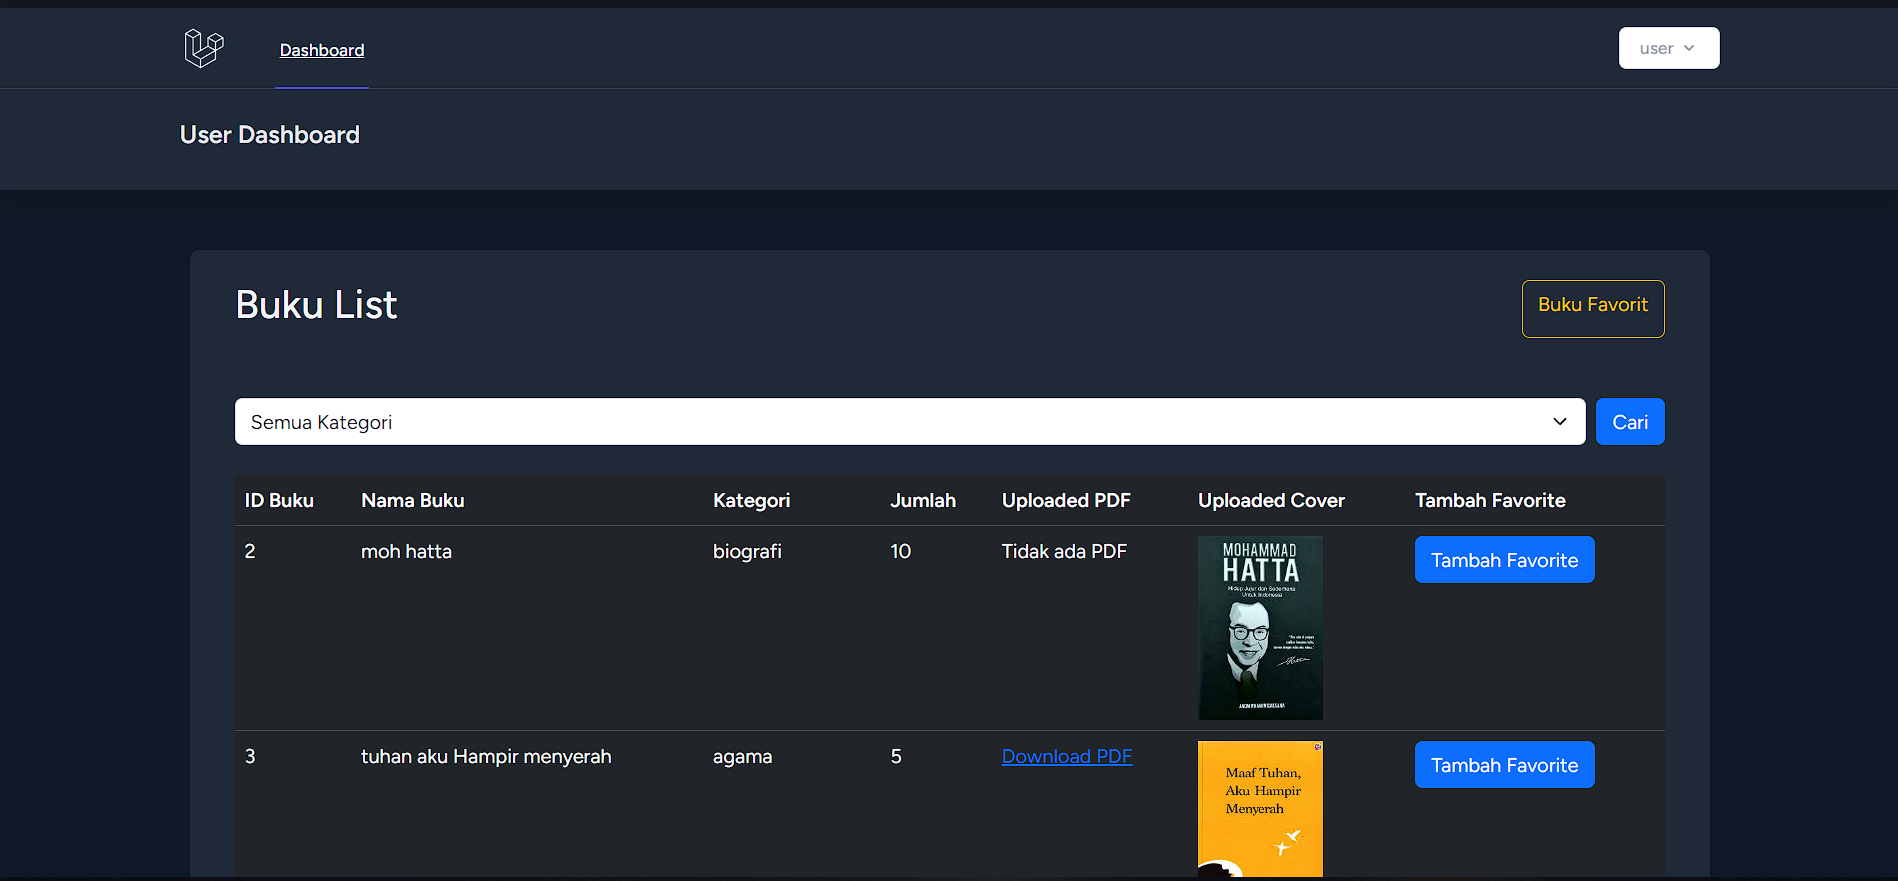 Dashboard
user
User Dashboard
Buku List
Buku Favorit
Semua Kategori
Cari
ID Buku Nama Buku Kategori Jumlah Uploaded PDF Uploaded Cover Tambah Favorite
2 moh hatta biografi 10 Tidak ada PDF Tambah Favorite
MOHAMMAD
HATTA
Hidup Jujur dan Sederhana
Untuk Indonesia
Hatta
3 tuhan aku Hampir menyerah agama 5 Download PDF Tambah Favorite
Maaf Tuhan,
Aku Hampir
Menyerah